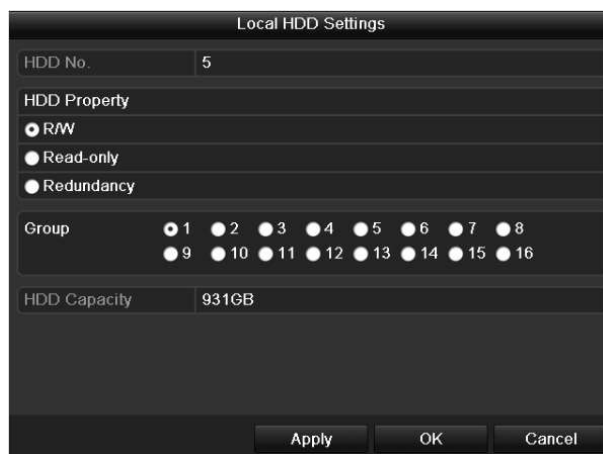 Local HDD Settings
HDD No. 5
HDD Property
R/W
Read-only
Redundancy
Group 1 2 3 4 5 6 7 8
9 10 11 12 13 14 15 16
HDD Capacity 931GB
Apply OK Cancel